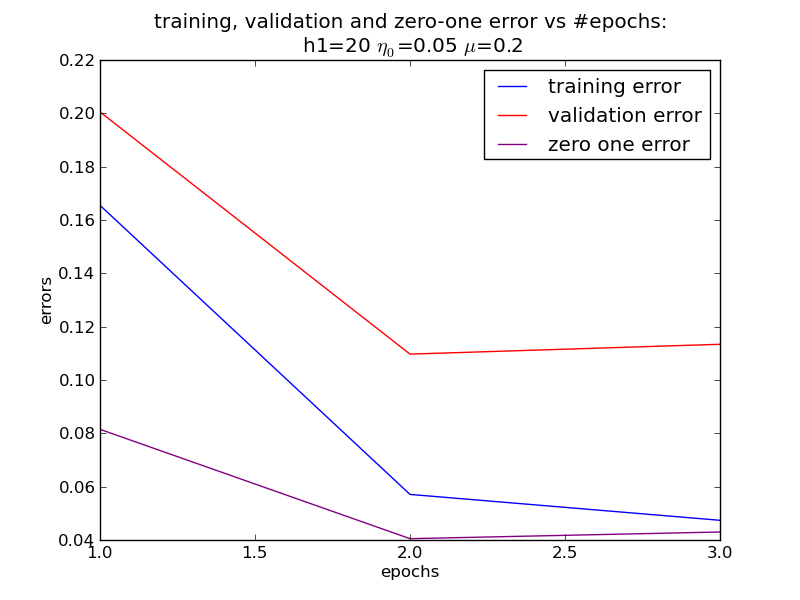 training, validation and zero-one error vs #epochs:
h1=20 η₀=0.05 μ=0.2
training error
validation error
zero one error
0.22
0.20
0.18
0.16
0.14
0.12
0.10
0.08
0.06
0.04
errors
1.0 1.5 2.0 2.5 3.0
epochs